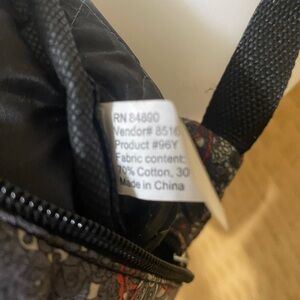 RN 84890
Vendor# 8516
Product #96Y
Fabric content:
70% Cotton, 30
Made in China